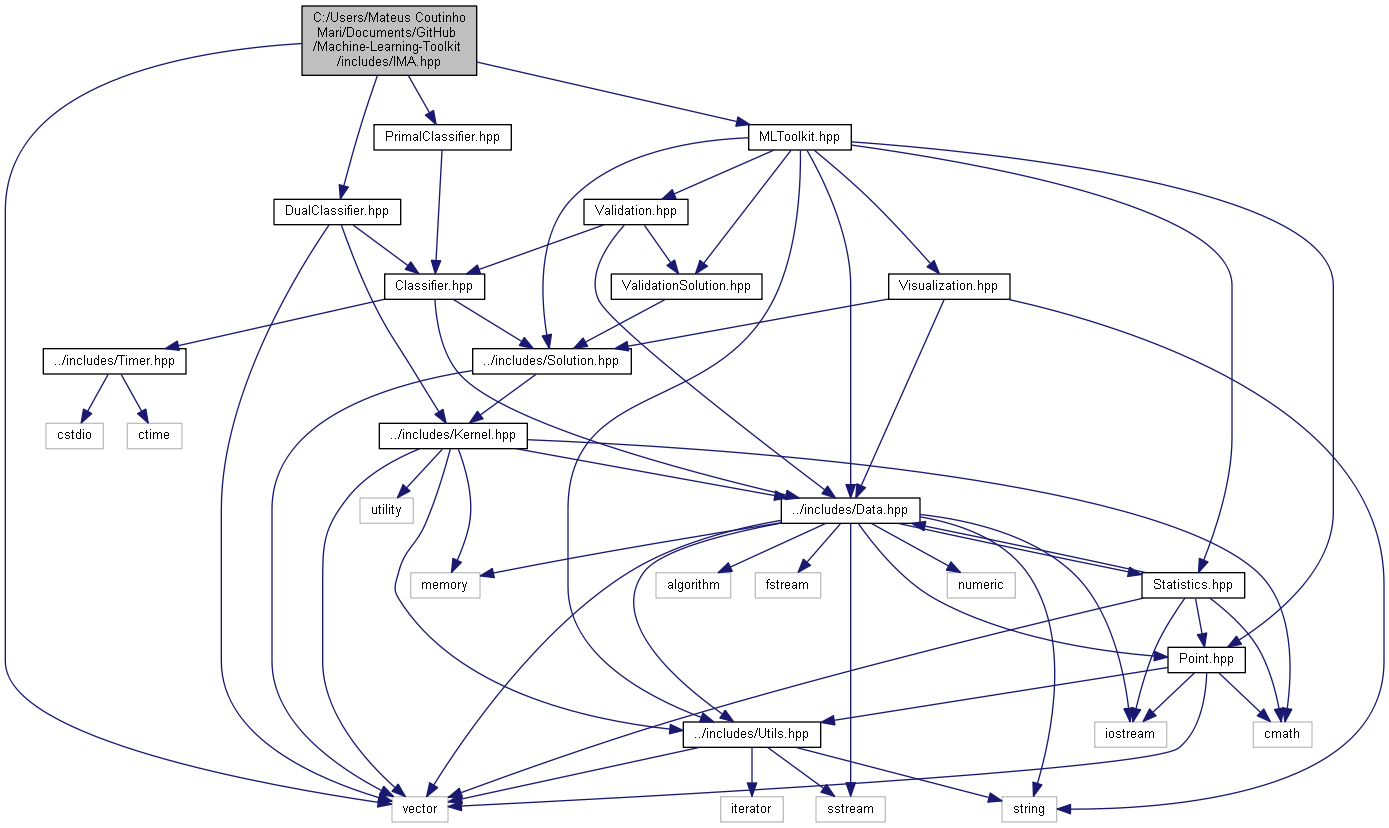 C:/Users/Mateus Coutinho
Mari/Documents/GitHub
/Machine-Learning-Toolkit
/includes/IMA.hpp
PrimalClassifier.hpp
MLToolkit.hpp
DualClassifier.hpp
Validation.hpp
Classifier.hpp
ValidationSolution.hpp
Visualization.hpp
../includes/Timer.hpp
../includes/Solution.hpp
cstdio
ctime
../includes/Kernel.hpp
utility
../includes/Data.hpp
memory
algorithm
fstream
numeric
Statistics.hpp
Point.hpp
../includes/Utils.hpp
iostream
cmath
vector
iterator
sstream
string